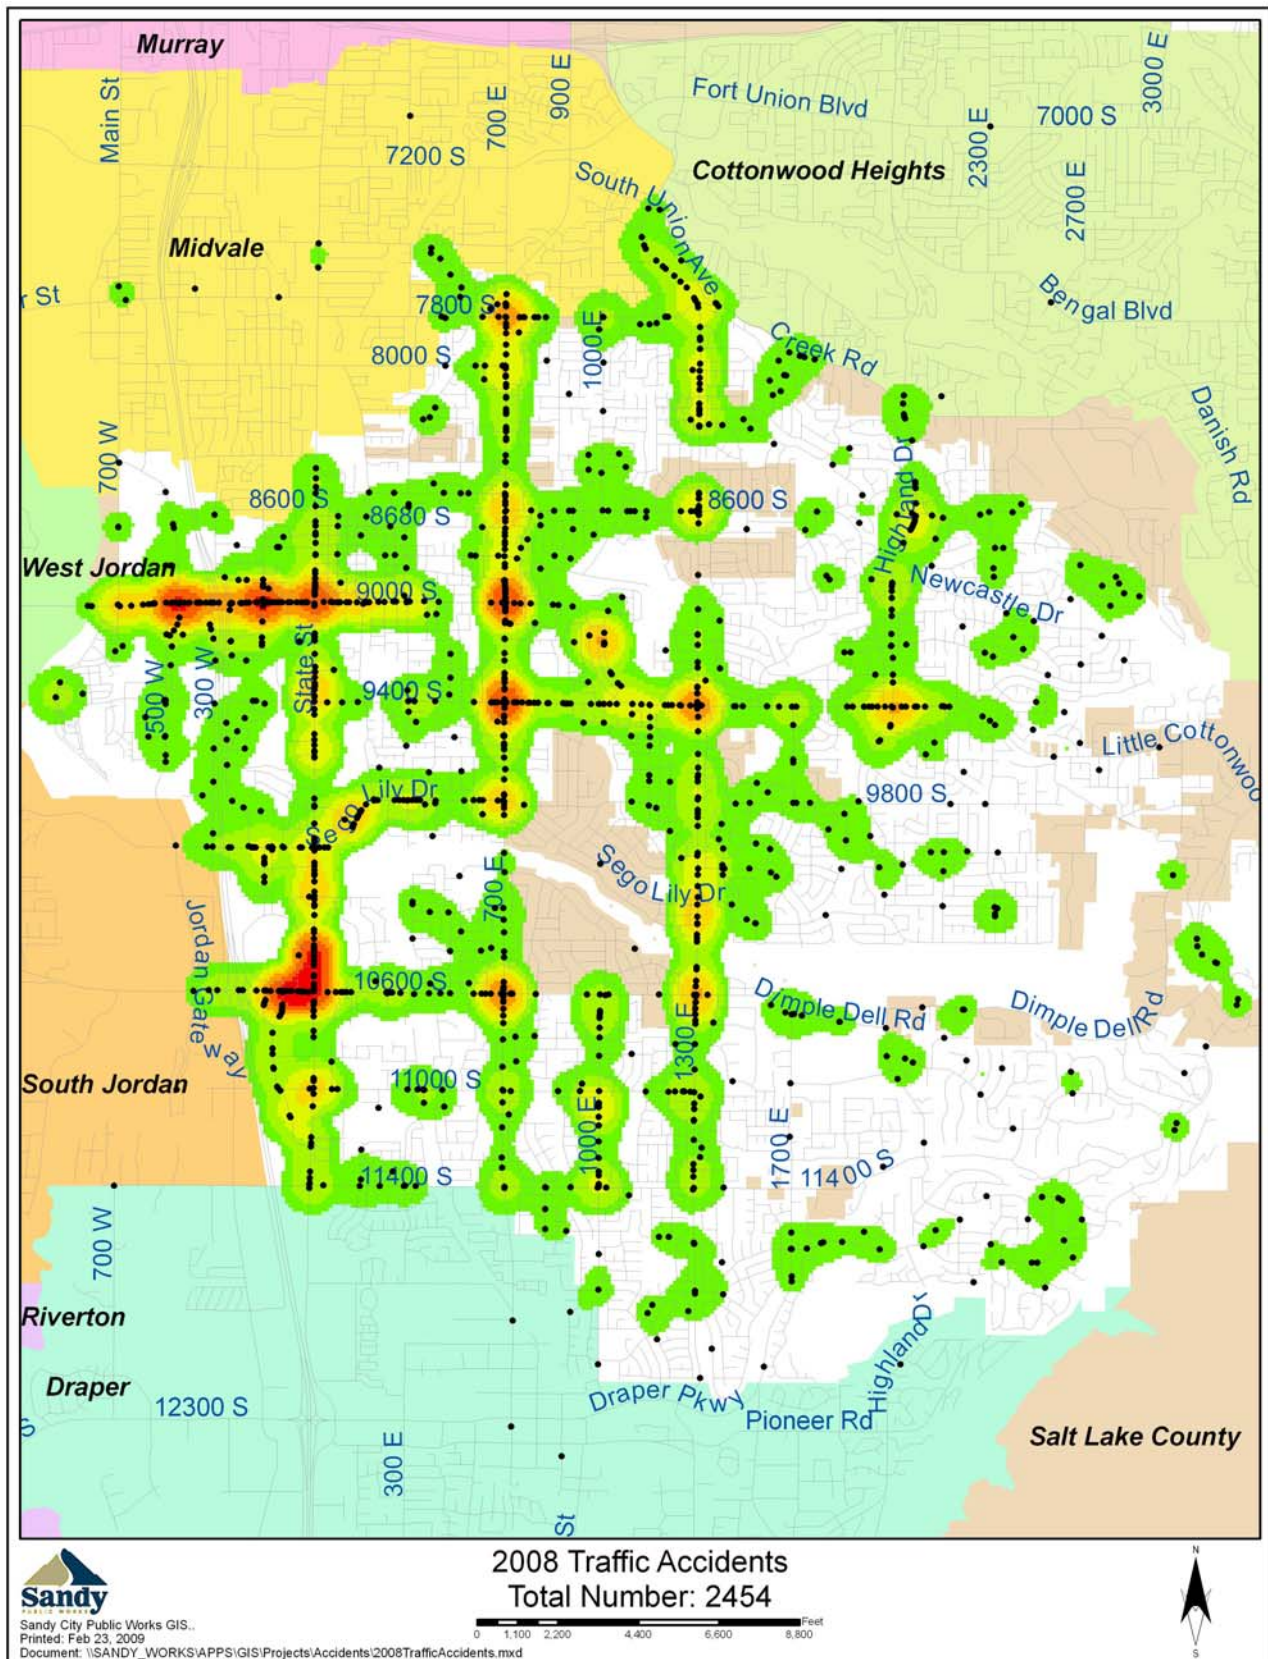 Murray
Main St
700 E
900 E
Fort Union Blvd
3000 E
7000 S
2300 E
7200 S
South Union Ave
Cottonwood Heights
2700 E
Midvale
r St
7800 S
Bengal Blvd
8000 S
1000 E
Creek Rd
Danish Rd
700 W
8600 S
8680 S
8600 S
Highland Dr
West Jordan
9000 S
Newcastle Dr
State St
500 W
300 W
9400 S
Little Cottonwoo
Sego Lily Dr
9800 S
700 E
Sego Lily Dr
Jordan Gateway
10600 S
Dimple Dell Rd
Dimple Dell Rd
1300 E
South Jordan
11000 S
1000 E
1700 E
11400 S
11400 S
700 W
Riverton
Highland Dr
Draper
Draper Pkwy
12300 S
Pioneer Rd
S
300 E
Salt Lake County
St
Sandy
PUBLIC WORKS
2008 Traffic Accidents
Total Number: 2454
Feet
0 1,100 2,200 4,400 6,600 8,800
N
S
Sandy City Public Works GIS..
Printed: Feb 23, 2009
Document: \\SANDY_WORKS\APPS\GIS\Projects\Accidents\2008TrafficAccidents.mxd